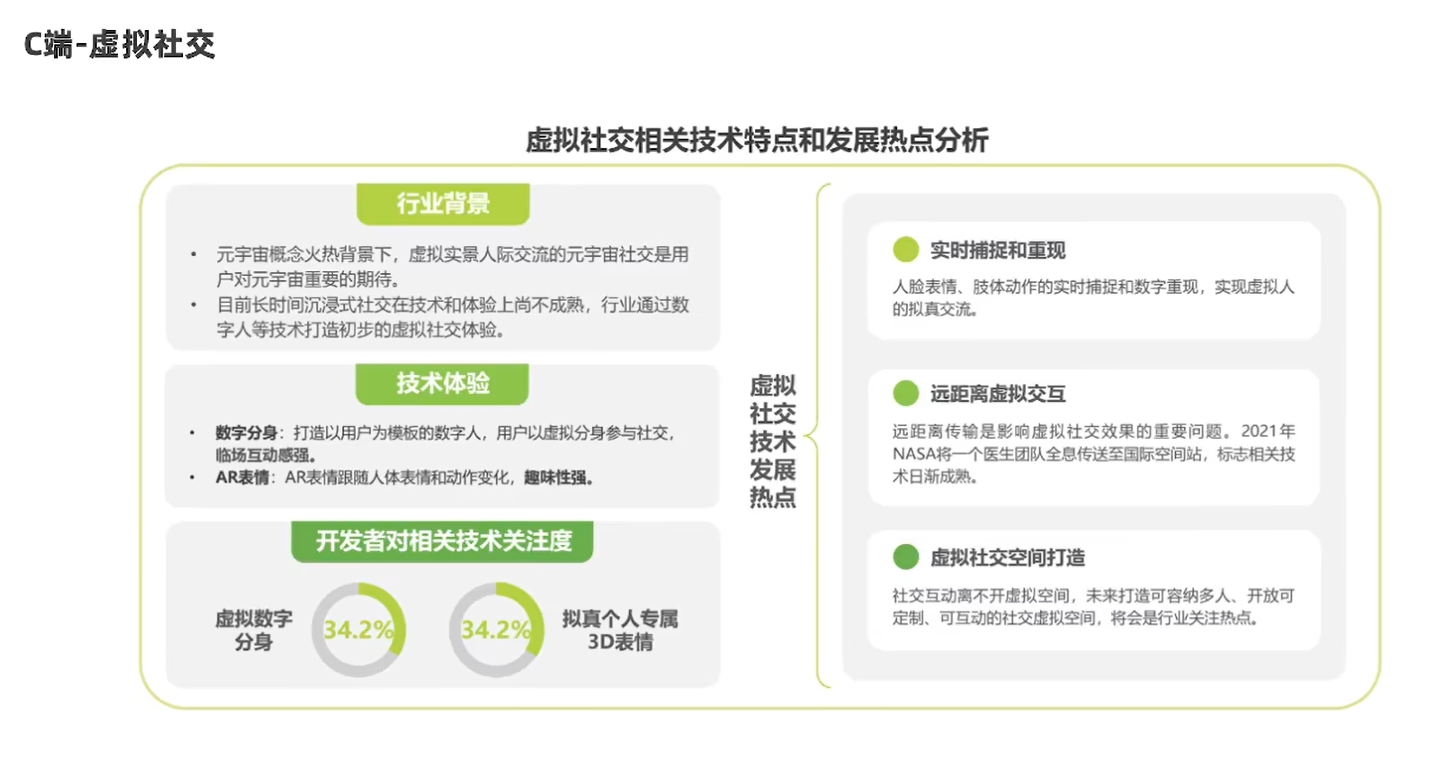 C端-虚拟社交
虚拟社交相关技术特点和发展热点分析
行业背景
• 元宇宙概念火热背景下，虚拟实景人际交流的元宇宙社交是用
户对元宇宙重要的期待。
• 目前长时间沉浸式社交在技术和体验上尚不成熟，行业通过数
字人等技术打造初步的虚拟社交体验。
技术体验
• 数字分身：打造以用户为模板的数字人，用户以虚拟分身参与社交，
临场互动感强。
• AR表情：AR表情跟随人体表情和动作变化，趣味性强。
开发者对相关技术关注度
虚拟数字
分身
34.2%
34.2%
拟真个人专属
3D表情
虚拟
社交
技术
发展
热点
实时捕捉和重现
人脸表情、肢体动作的实时捕捉和数字重现，实现虚拟人
的拟真交流。
远距离虚拟交互
远距离传输是影响虚拟社交效果的重要问题。2021年
NASA将一个医生团队全息传送至国际空间站，标志相关技
术日渐成熟。
虚拟社交空间打造
社交互动离不开虚拟空间，未来打造可容纳多人、开放可
定制、可互动的社交虚拟空间，将会是行业关注热点。